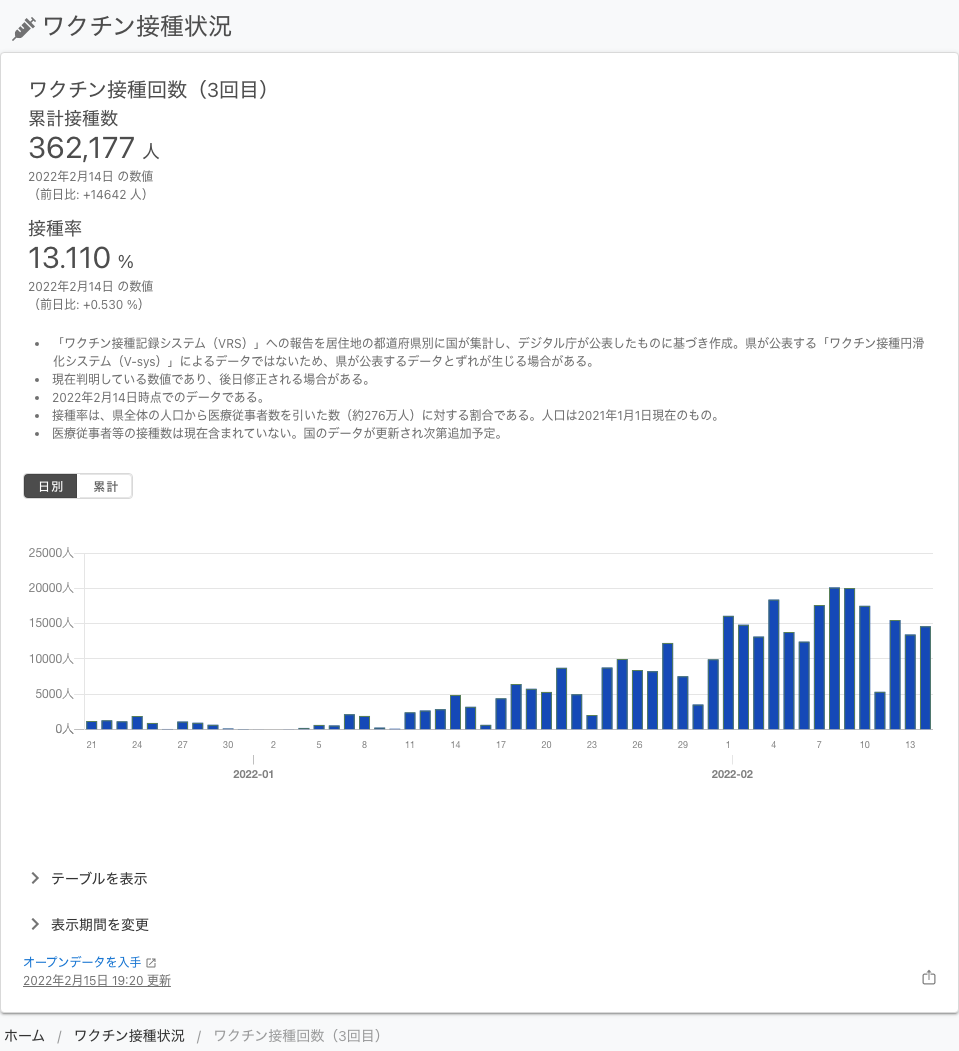 ワクチン接種状況
ワクチン接種回数（3回目）
累計接種数
362,177 人
2022年2月14日 の数値
（前日比: +14642 人）
接種率
13.110 %
2022年2月14日 の数値
（前日比: +0.530 %）
• 「ワクチン接種記録システム（VRS）」への報告を居住地の都道府県別に国が集計し、デジタル庁が公表したものに基づき作成。県が公表する「ワクチン接種円滑
化システム（V-sys）」によるデータではないため、県が公表するデータとずれが生じる場合がある。
• 現在判明している数値であり、後日修正される場合がある。
• 2022年2月14日時点でのデータである。
• 接種率は、県全体の人口から医療従事者数を引いた数（約276万人）に対する割合である。人口は2021年1月1日現在のもの。
• 医療従事者等の接種数は現在含まれていない。国のデータが更新され次第追加予定。
日別 累計
25000人
20000人
15000人
10000人
5000人
0人
21 24 27 30 2 5 8 11 14 17 20 23 26 29 1 4 7 10 13
2022-01 2022-02
テーブルを表示
表示期間を変更
オープンデータを入手
2022年2月15日 19:20 更新
ホーム / ワクチン接種状況 / ワクチン接種回数（3回目）